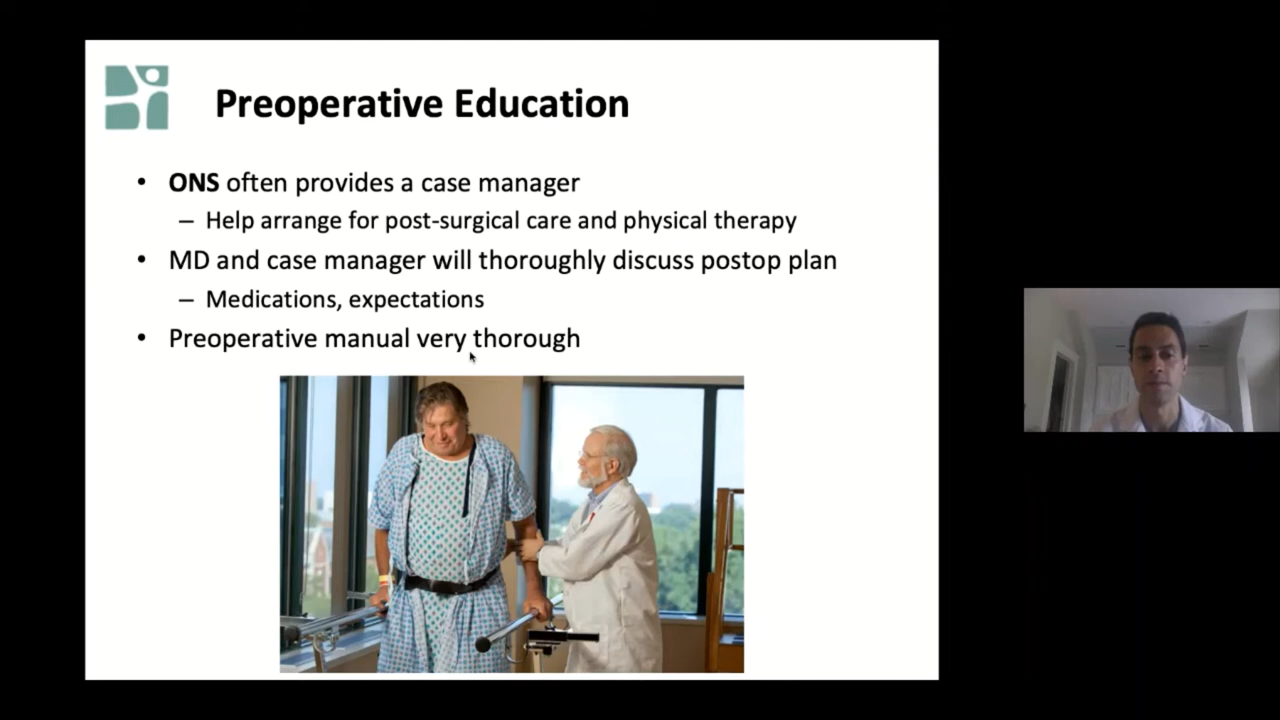 Preoperative Education
• ONS often provides a case manager
– Help arrange for post-surgical care and physical therapy
• MD and case manager will thoroughly discuss postop plan
– Medications, expectations
• Preoperative manual very thorough